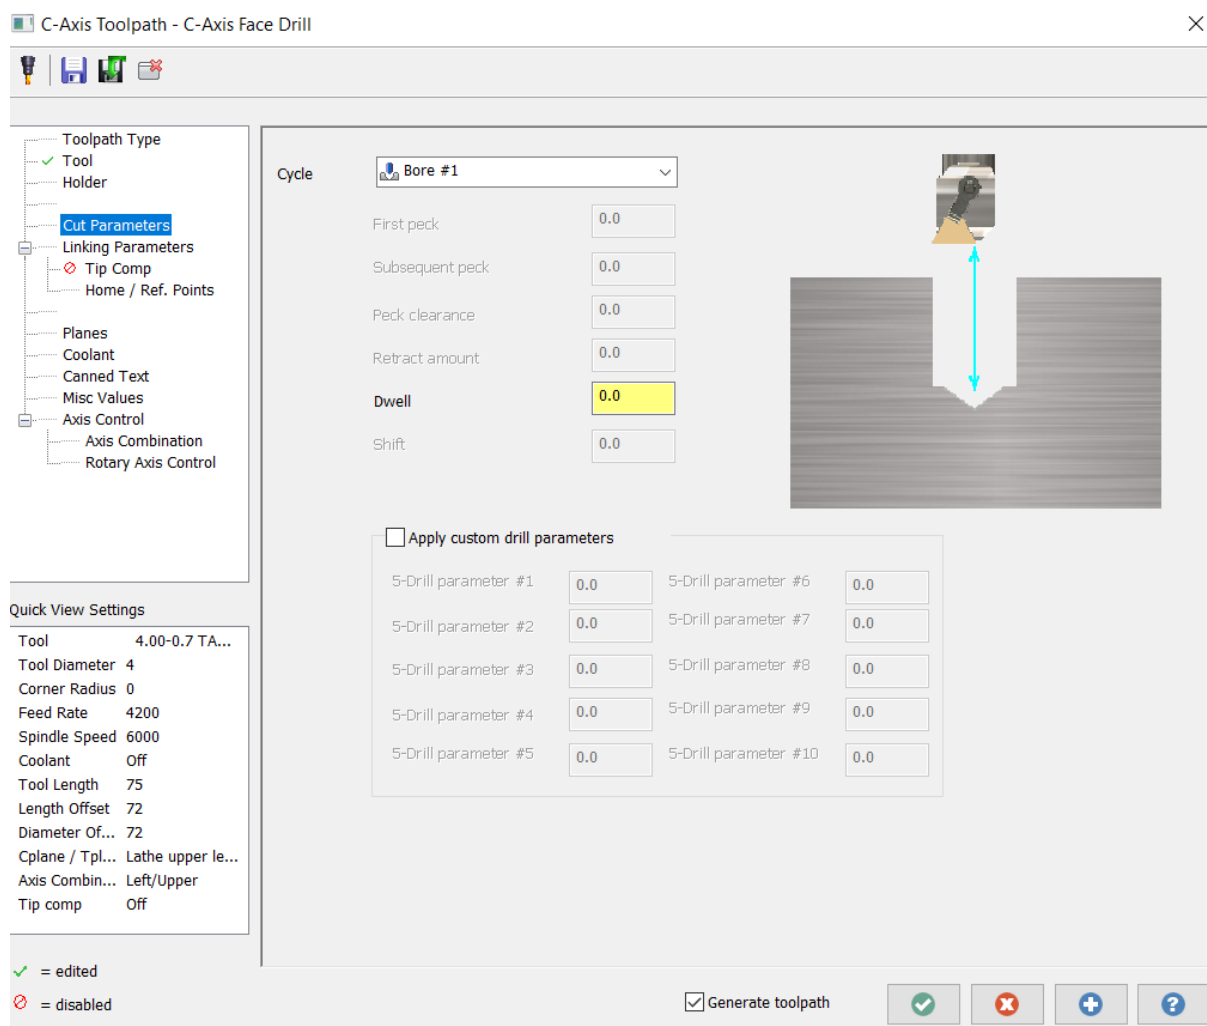 C-Axis Toolpath - C-Axis Face Drill
Toolpath Type
Tool
Holder
Cut Parameters
Linking Parameters
Tip Comp
Home / Ref. Points
Planes
Coolant
Canned Text
Misc Values
Axis Control
Axis Combination
Rotary Axis Control
Quick View Settings
Tool 4.00-0.7 TA...
Tool Diameter 4
Corner Radius 0
Feed Rate 4200
Spindle Speed 6000
Coolant Off
Tool Length 75
Length Offset 72
Diameter Of... 72
Cplane / Tpl... Lathe upper le...
Axis Combin... Left/Upper
Tip comp Off
= edited
= disabled
Cycle Bore #1
First peck 0.0
Subsequent peck 0.0
Peck clearance 0.0
Retract amount 0.0
Dwell 0.0
Shift 0.0
Apply custom drill parameters
5-Drill parameter #1 0.0 5-Drill parameter #6 0.0
5-Drill parameter #2 0.0 5-Drill parameter #7 0.0
5-Drill parameter #3 0.0 5-Drill parameter #8 0.0
5-Drill parameter #4 0.0 5-Drill parameter #9 0.0
5-Drill parameter #5 0.0 5-Drill parameter #10 0.0
Generate toolpath